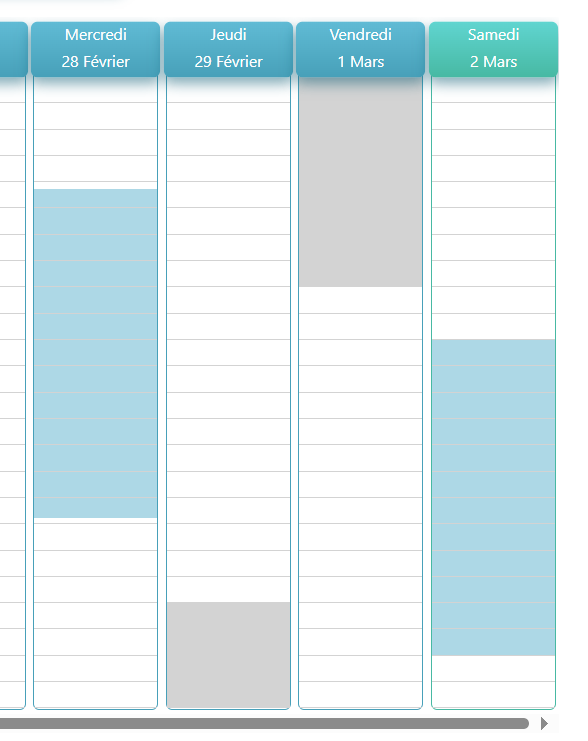 Mercredi
28 Février
Jeudi
29 Février
Vendredi
1 Mars
Samedi
2 Mars